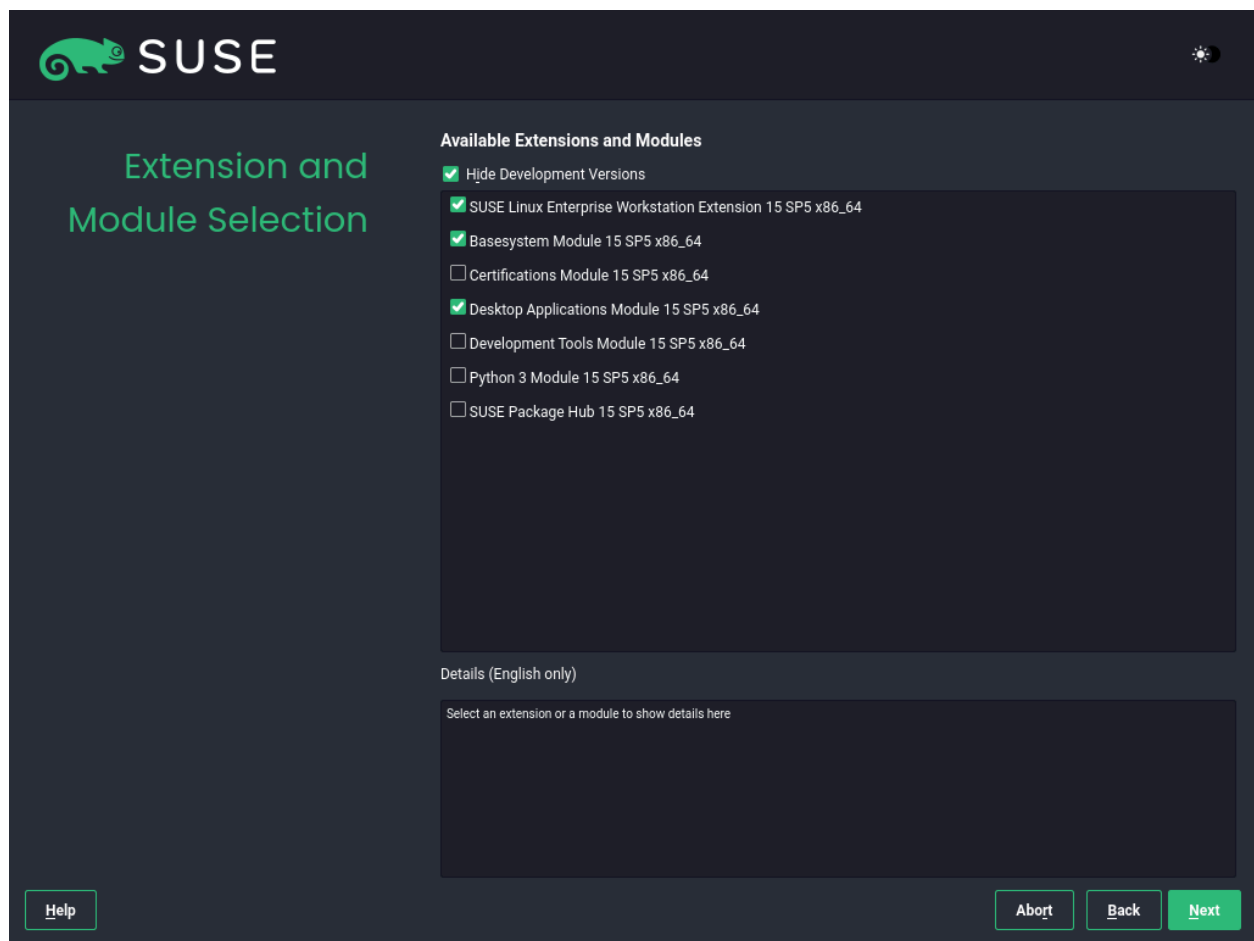 SUSE
Extension and
Module Selection
Available Extensions and Modules
Hide Development Versions
SUSE Linux Enterprise Workstation Extension 15 SP5 x86_64
Basesystem Module 15 SP5 x86_64
Certifications Module 15 SP5 x86_64
Desktop Applications Module 15 SP5 x86_64
Development Tools Module 15 SP5 x86_64
Python 3 Module 15 SP5 x86_64
SUSE Package Hub 15 SP5 x86_64
Details (English only)
Select an extension or a module to show details here
Help
Abort
Back
Next